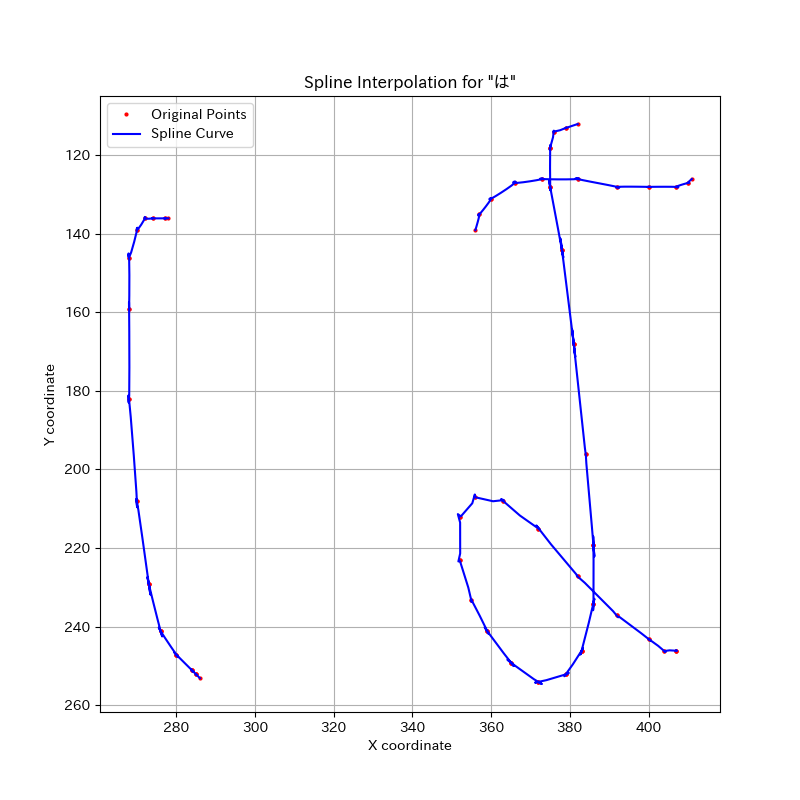 Spline Interpolation for "は"
Original Points
Spline Curve
120
140
160
180
200
220
240
260
Y coordinate
は
280
300
320
340
360
380
400
X coordinate